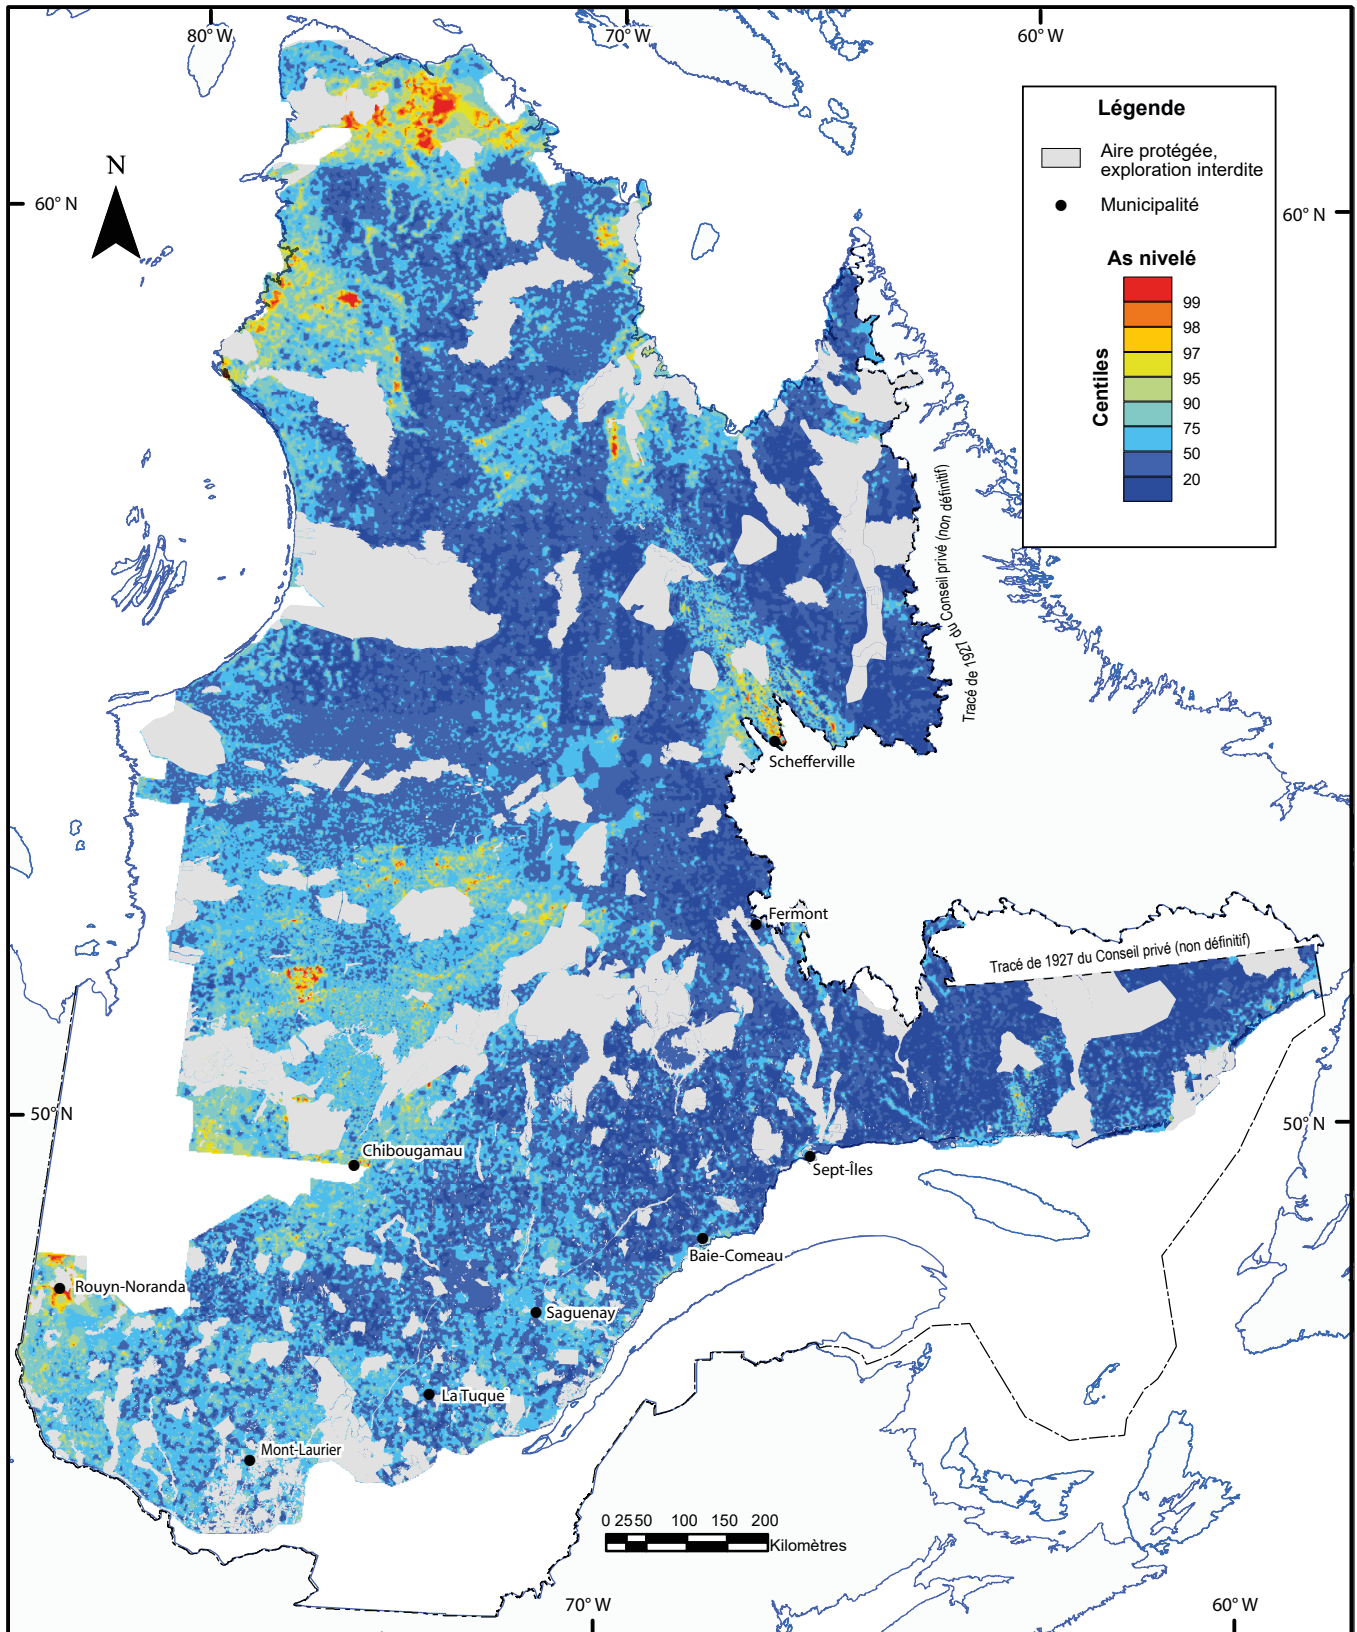 80° W
70° W
60° W
Légende
Aire protégée,
exploration interdite
Municipalité
As nivelé
Centiles
99
98
97
95
90
75
50
20
N
60° N
60° N
Tracé de 1927 du Conseil privé (non définitif)
Schefferville
Fermont
Tracé de 1927 du Conseil privé (non définitif)
50° N
50° N
Chibougamau
Sept-Îles
Baie-Comeau
Rouyn-Noranda
Saguenay
La Tuque
Mont-Laurier
0 25 50 100 150 200
Kilomètres
70° W
60° W